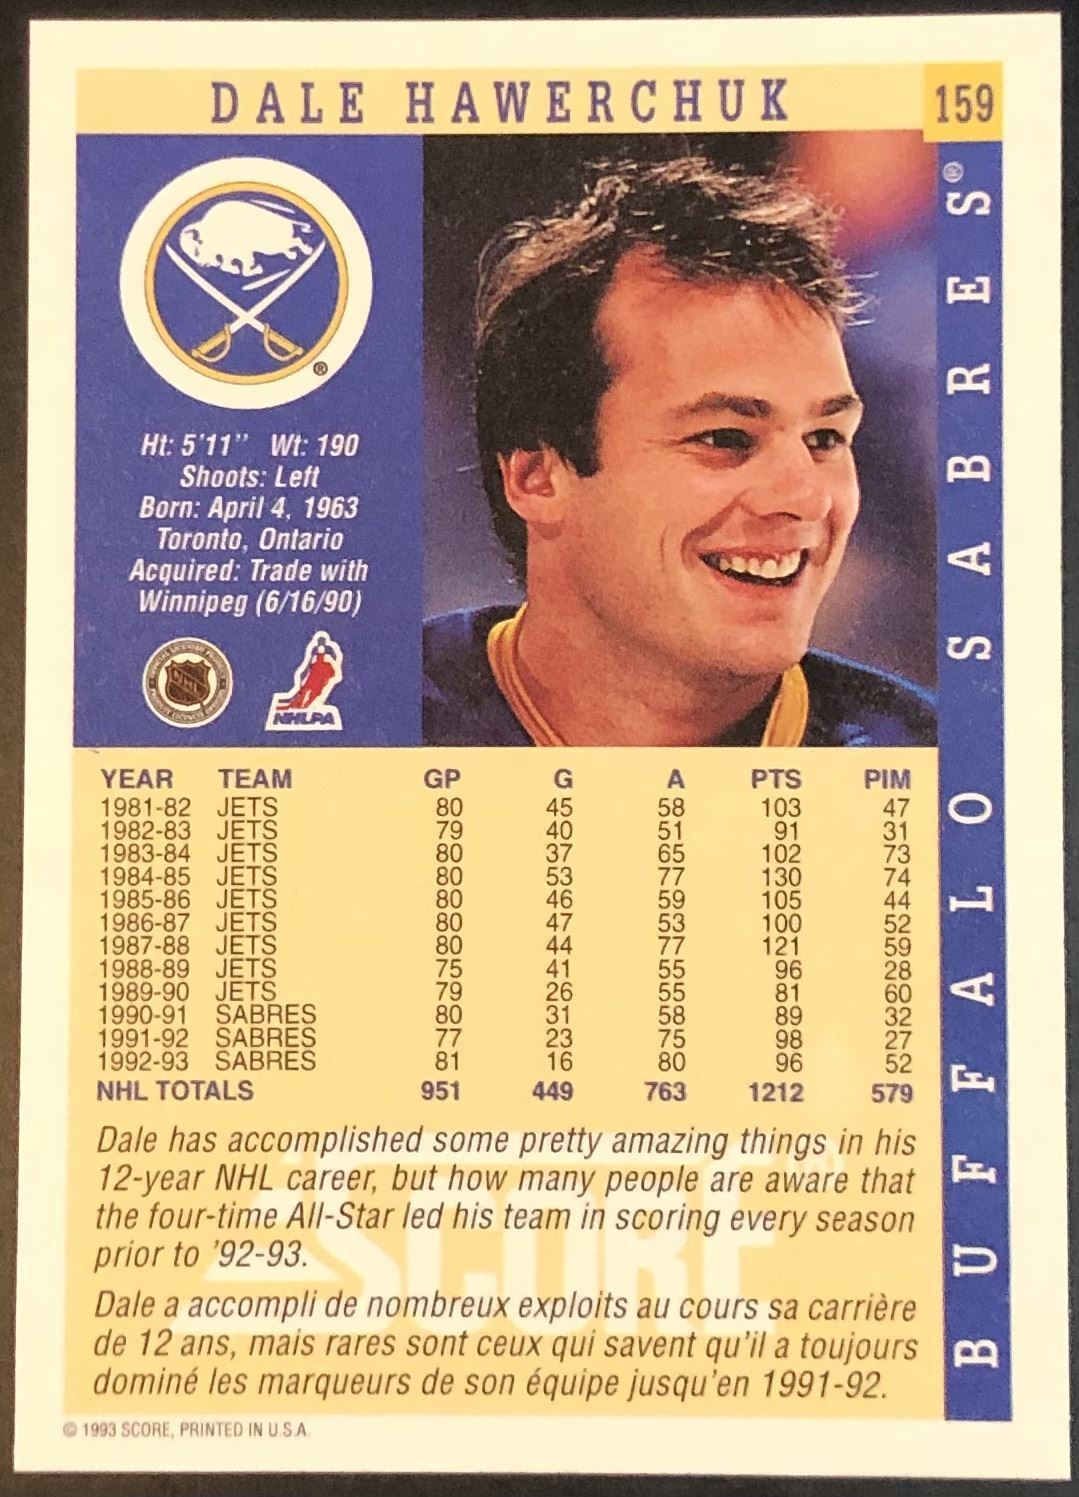 DALE HAWERCHUK
159
BUFFALO SABRES®
®
Ht: 5'11" Wt: 190
Shoots: Left
Born: April 4, 1963
Toronto, Ontario
Acquired: Trade with
Winnipeg (6/16/90)
NHL
NHLPA
YEAR TEAM GP G A PTS PIM
1981-82 JETS 80 45 58 103 47
1982-83 JETS 79 40 51 91 31
1983-84 JETS 80 37 65 102 73
1984-85 JETS 80 53 77 130 74
1985-86 JETS 80 46 59 105 44
1986-87 JETS 80 47 53 100 52
1987-88 JETS 80 44 77 121 59
1988-89 JETS 75 41 55 96 28
1989-90 JETS 79 26 55 81 60
1990-91 SABRES 80 31 58 89 32
1991-92 SABRES 77 23 75 98 27
1992-93 SABRES 81 16 80 96 52
NHL TOTALS 951 449 763 1212 579
SCORE
Dale has accomplished some pretty amazing things in his
12-year NHL career, but how many people are aware that
the four-time All-Star led his team in scoring every season
prior to '92-93.
Dale a accompli de nombreux exploits au cours sa carrière
de 12 ans, mais rares sont ceux qui savent qu'il a toujours
dominé les marqueurs de son équipe jusqu'en 1991-92.
© 1993 SCORE, PRINTED IN U.S.A.